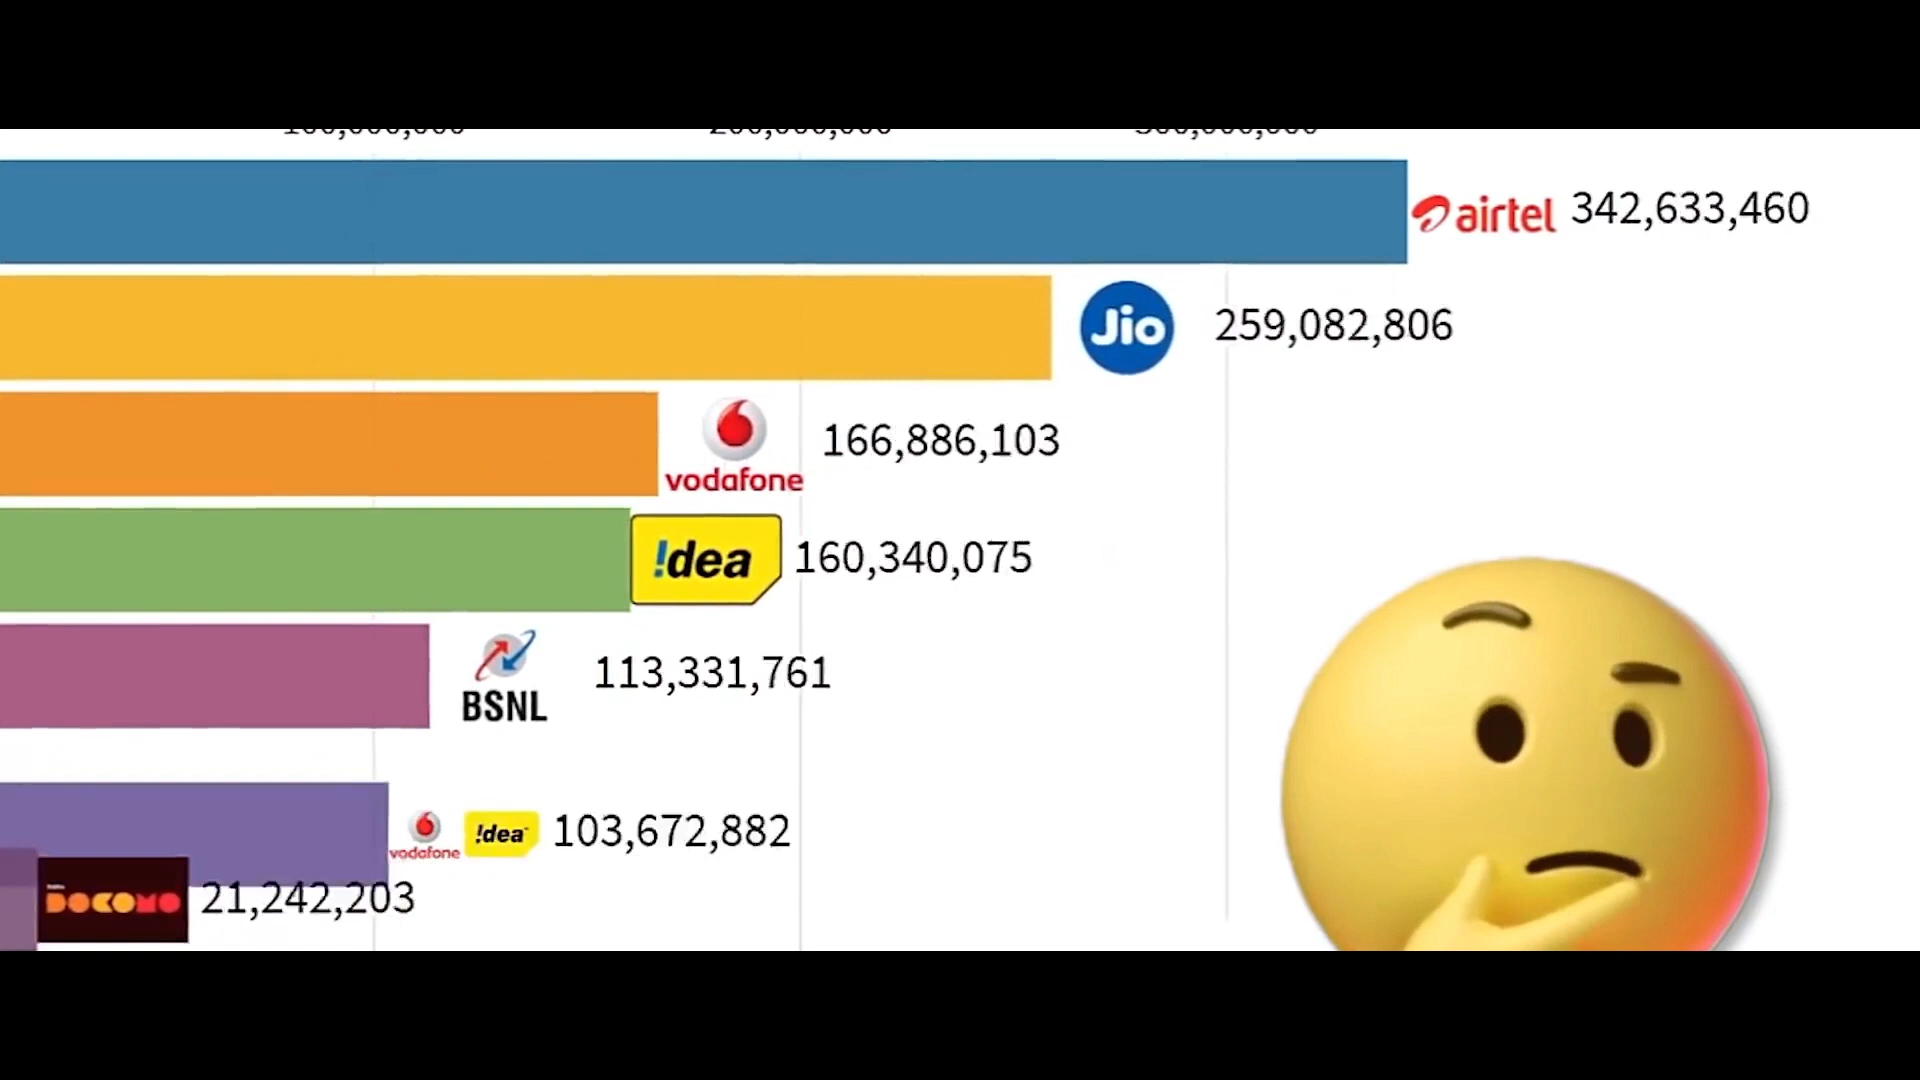 airtel 342,633,460
Jio 259,082,806
vodafone 166,886,103
!dea 160,340,075
BSNL 113,331,761
vodafone !dea 103,672,882
DOCOMO 21,242,203